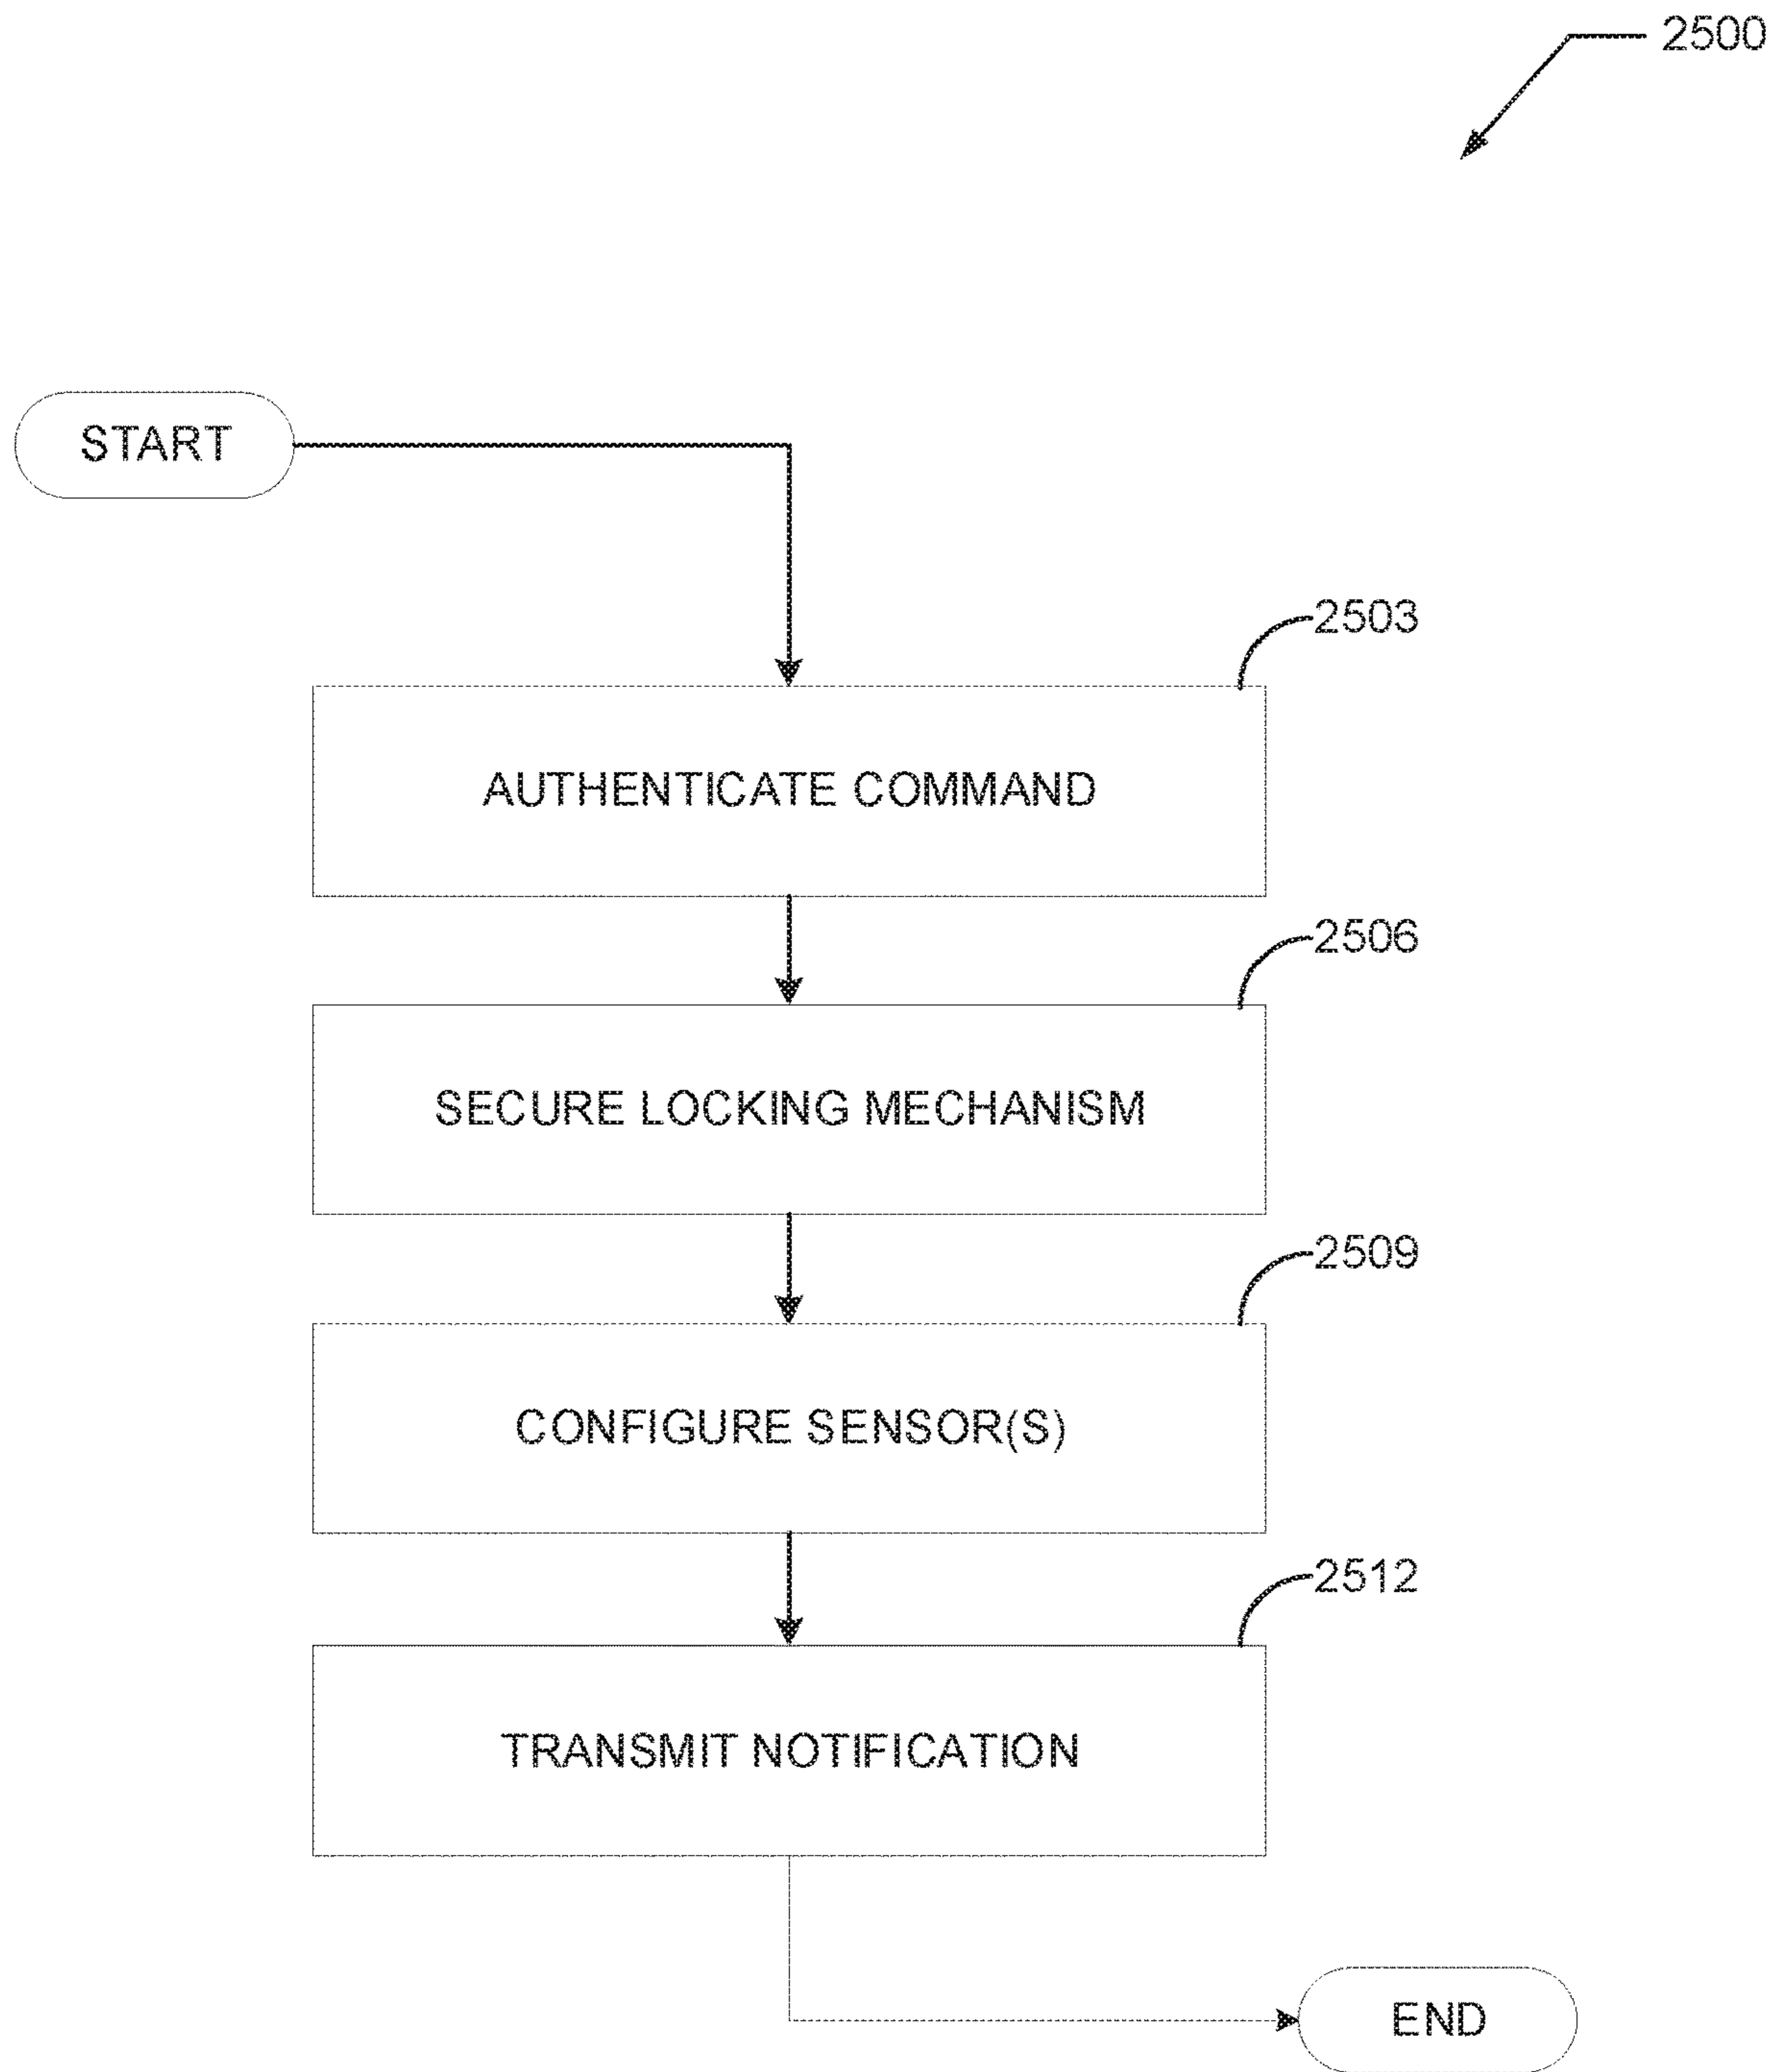 2500
START
2503
AUTHENTICATE COMMAND
2506
SECURE LOCKING MECHANISM
2509
CONFIGURE SENSOR(S)
2512
TRANSMIT NOTIFICATION
END